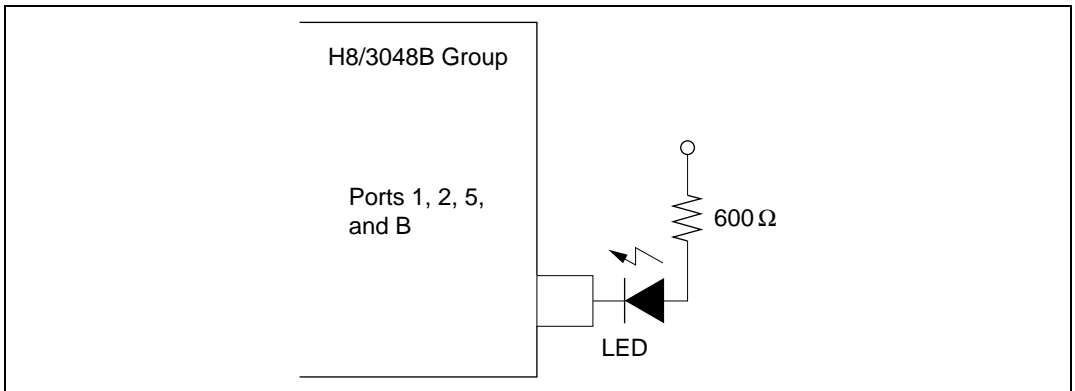 H8/3048B Group
Ports 1, 2, 5,
and B
600 Ω
LED